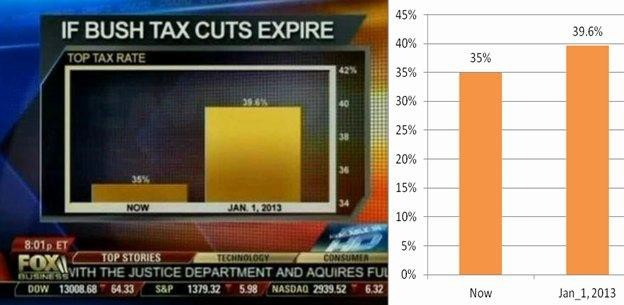 IF BUSH TAX CUTS EXPIRE
TOP TAX RATE
42%
40
38
36
34
39.6%
35%
NOW
JAN. 1, 2013
8:01p ET
FOX
BUSINESS
HD
TOP STORIES
TECHNOLOGY
CONSUMER
WITH THE JUSTICE DEPARTMENT AND AQUIRES FUL
DOW 13008.68 64.33 S&P 1379.32 5.98 NASDAQ 2939.52 6.32
45%
40%
35%
30%
25%
20%
15%
10%
5%
0%
35%
39.6%
Now
Jan_1,2013